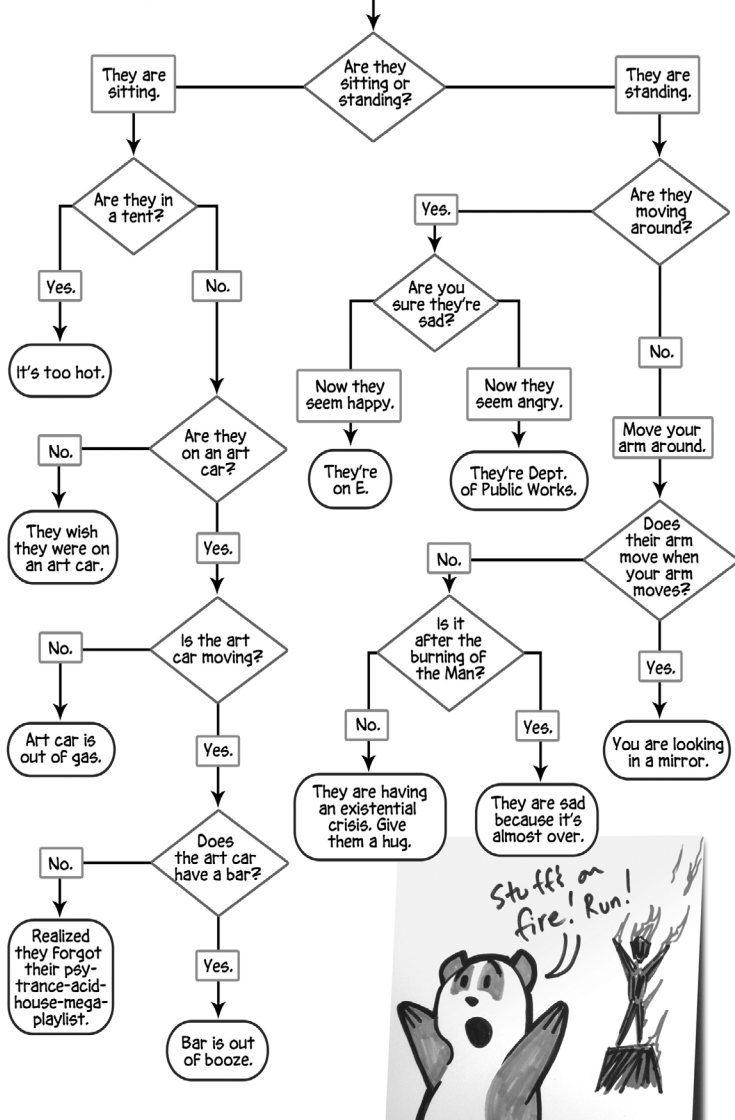 Are they
sitting or
standing?
They are
sitting.
They are
standing.
Are they in
a tent?
Yes.
No.
It's too hot.
Are they
on an art
car?
No.
They wish
they were on
an art car.
Yes.
Is the art
car moving?
No.
Art car is
out of gas.
Yes.
Does
the art car
have a bar?
No.
Realized
they forgot
their psy-
trance-acid-
house-mega-
playlist.
Yes.
Bar is out
of booze.
Are they
moving
around?
Yes.
Are you
sure they're
sad?
Now they
seem happy.
They're
on E.
Now they
seem angry.
They're Dept.
of Public Works.
No.
Move your
arm around.
Does
their arm
move when
your arm
moves?
No.
Is it
after the
burning of
the Man?
No.
They are having
an existential
crisis. Give
them a hug.
Yes.
They are sad
because it's
almost over.
Yes.
You are looking
in a mirror.
Stuff's on
fire! Run!